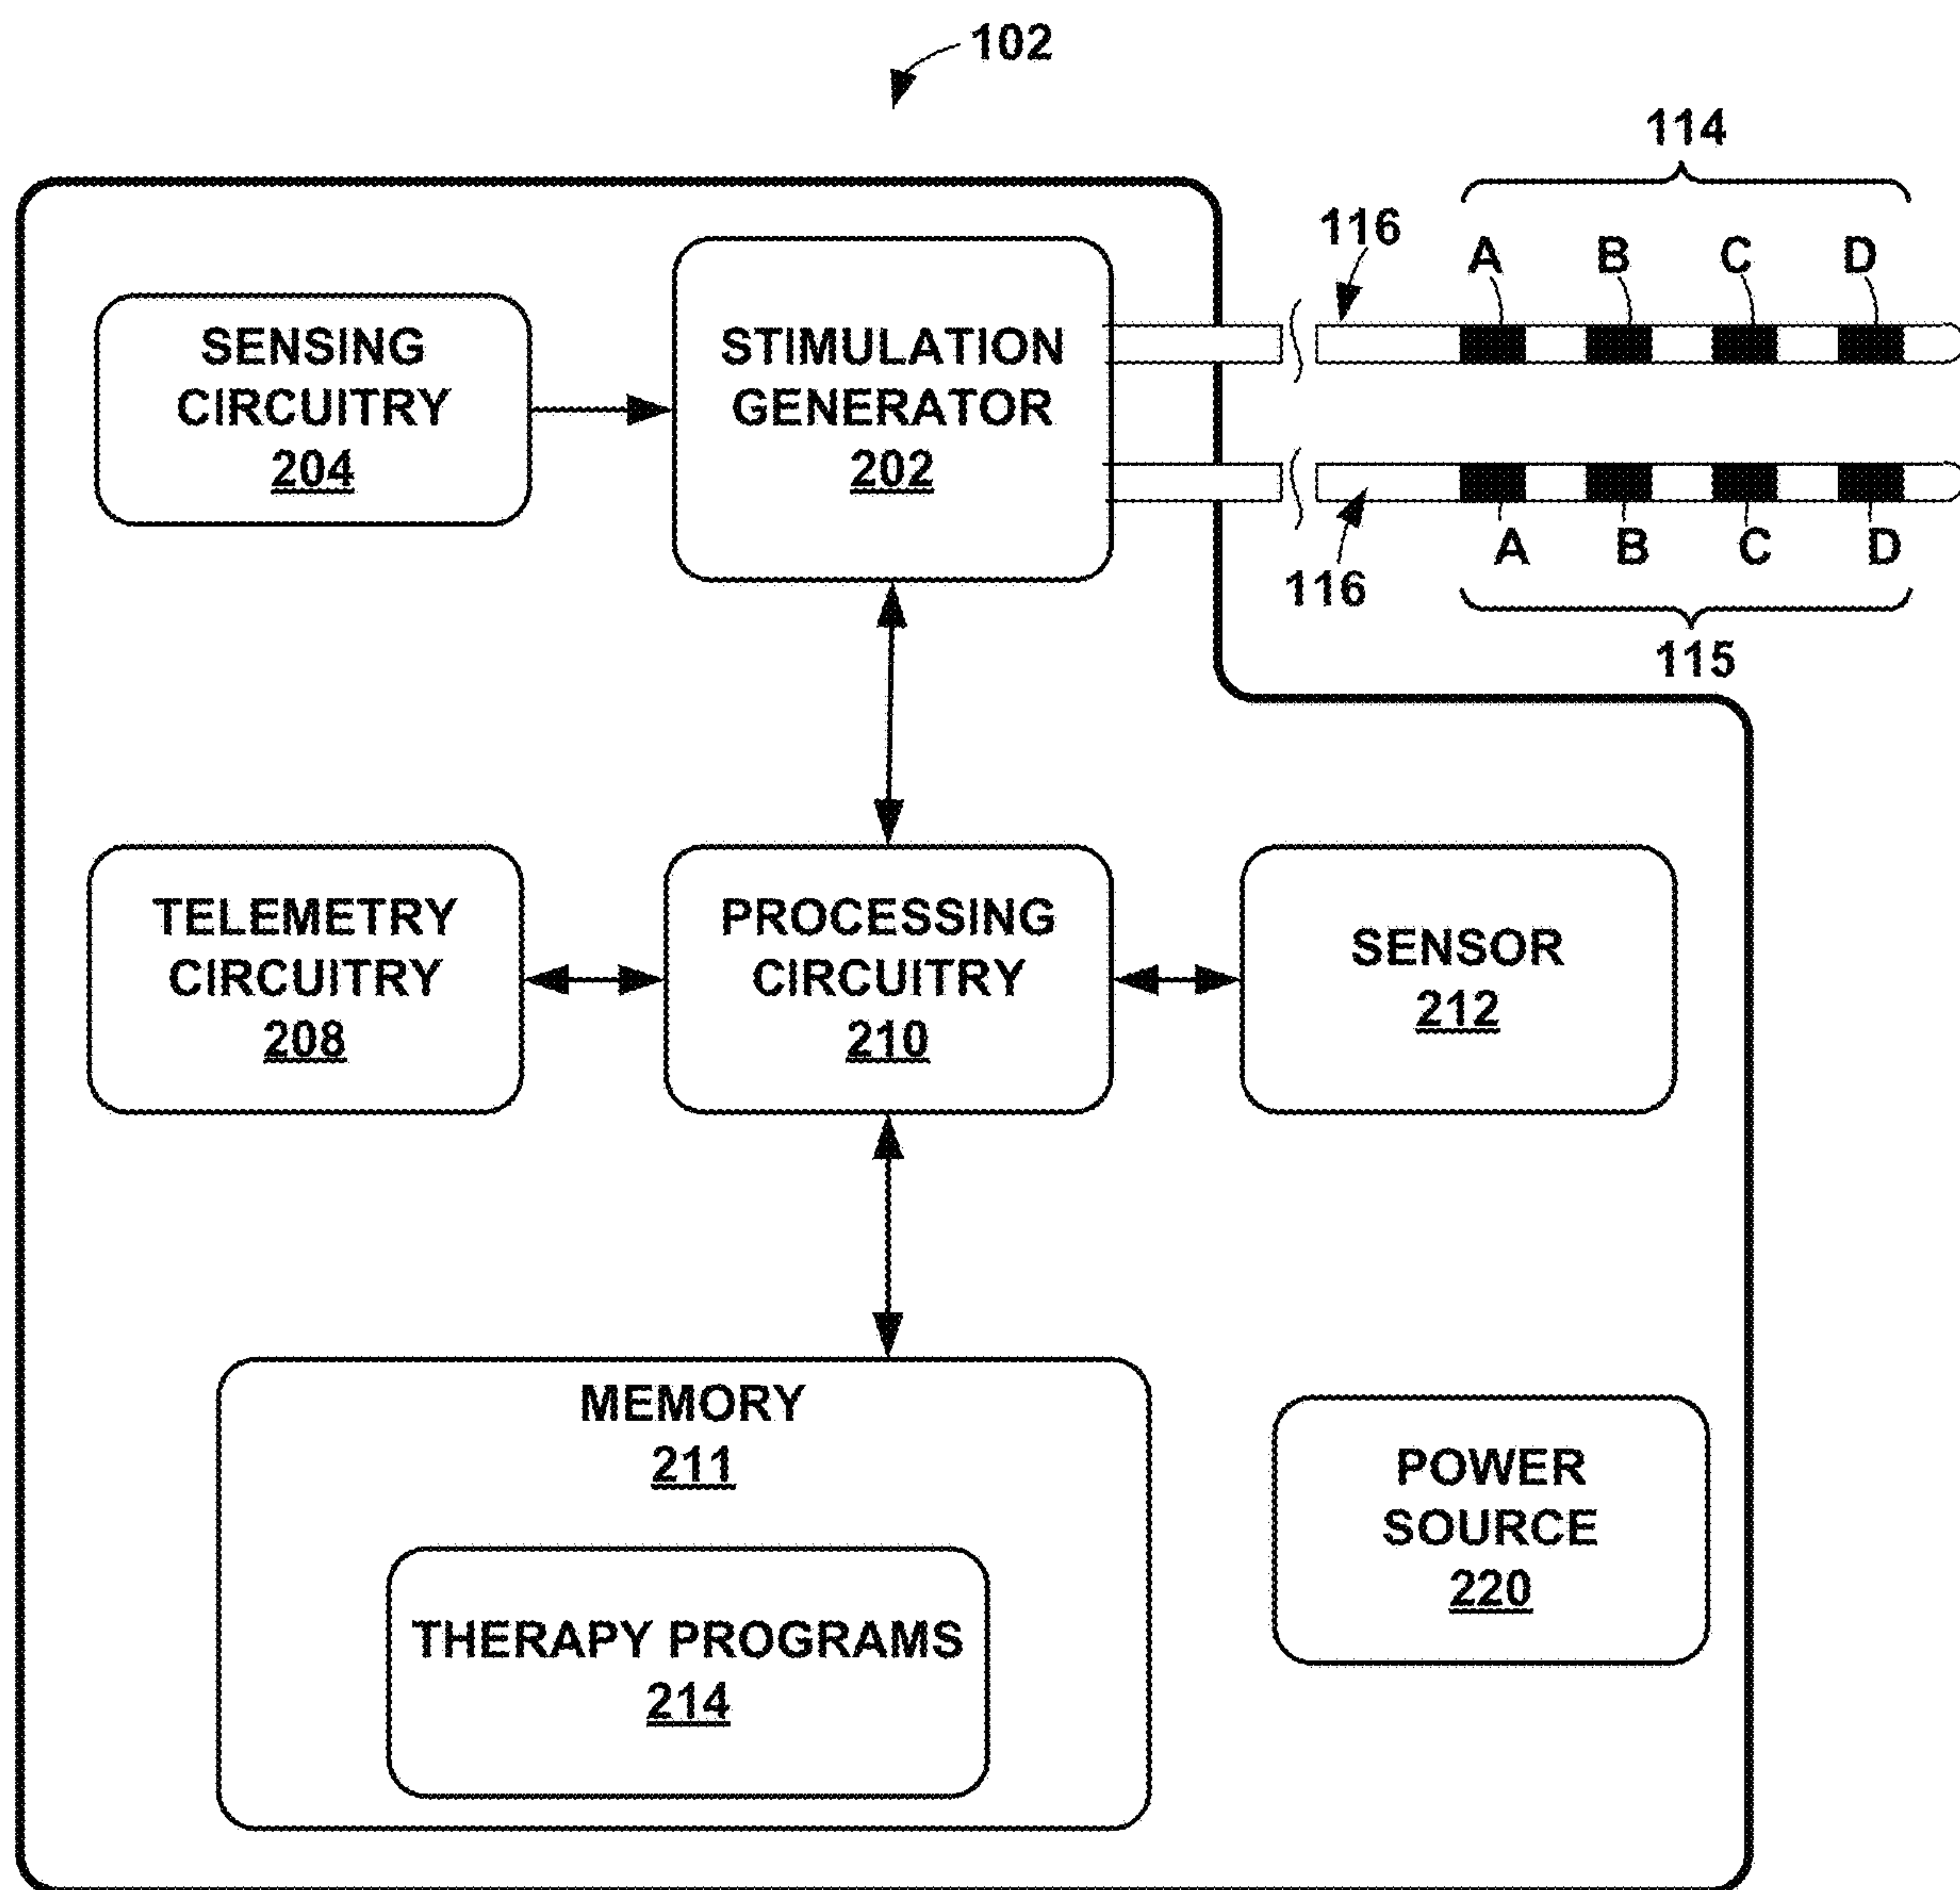 102
114
116
A B C D
SENSING
CIRCUITRY
204
STIMULATION
GENERATOR
202
A B C D
116
115
TELEMETRY
CIRCUITRY
208
PROCESSING
CIRCUITRY
210
SENSOR
212
MEMORY
211
THERAPY PROGRAMS
214
POWER
SOURCE
220